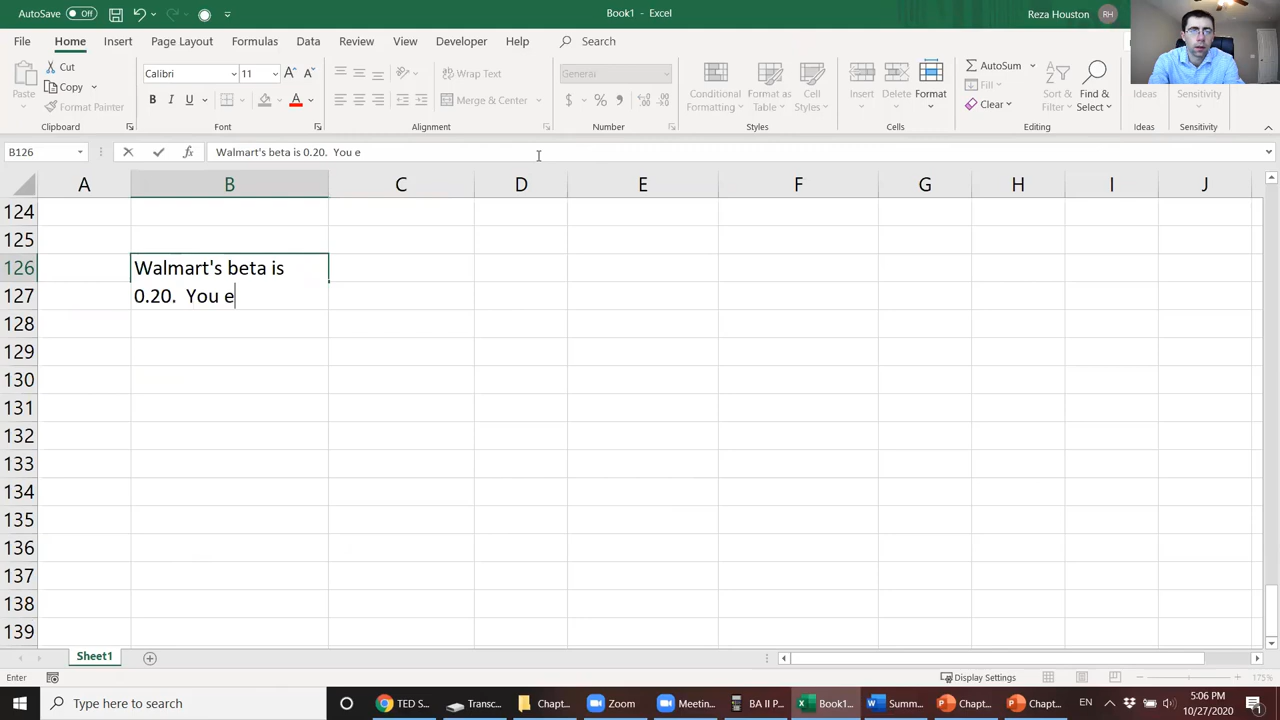 AutoSave Off
Book1 - Excel
Reza Houston RH
File Home Insert Page Layout Formulas Data Review View Developer Help Search
Paste
Cut
Copy
Format Painter
Clipboard
Calibri 11
B I U
Font
Wrap Text
Merge & Center
Alignment
General
$ % ,
Number
Conditional Formatting
Format as Table
Cell Styles
Styles
Insert Delete Format
Cells
AutoSum
Fill
Clear
Sort & Filter
Find & Select
Editing
Ideas
Ideas
Sensitivity
Sensitivity
B126 fx Walmart's beta is 0.20. You e
A B C D E F G H I J
124
125
126 Walmart's beta is
127 0.20. You e
128
129
130
131
132
133
134
135
136
137
138
139
Sheet1
Edit Display Settings 175%
Type here to search
TED S...
Transc...
Chapt...
Zoom
Meetin...
BA II P...
Book1...
Summ...
Chapt...
Chapt...
EN
5:06 PM
10/27/2020